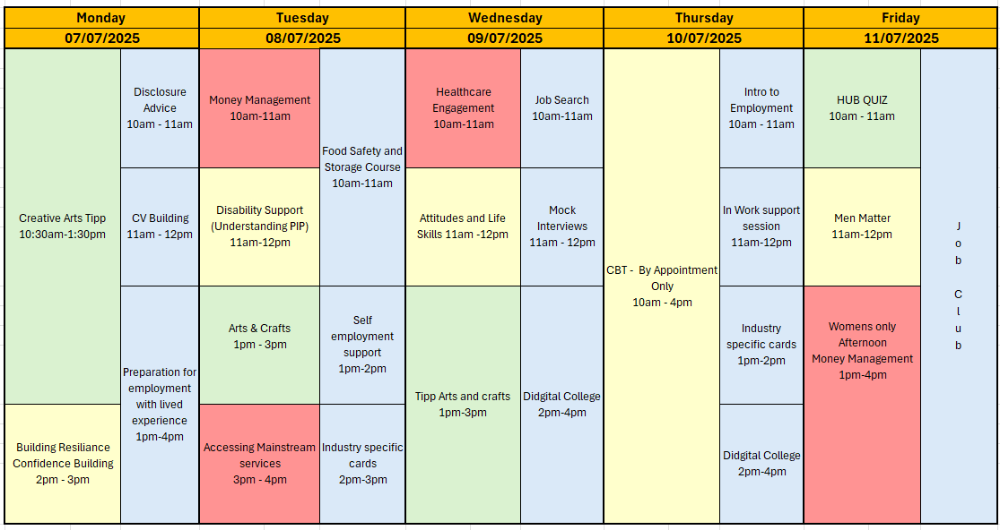 Monday
Tuesday
Wednesday
Thursday
Friday
07/07/2025
08/07/2025
09/07/2025
10/07/2025
11/07/2025
Creative Arts Tipp
10:30am-1:30pm
Building Resiliance
Confidence Building
2pm - 3pm
Disclosure
Advice
10am - 11am
CV Building
11am - 12pm
Preparation for
employment
with lived
experience
1pm-4pm
Money Management
10am-11am
Disability Support
(Understanding PIP)
11am-12pm
Arts & Crafts
1pm - 3pm
Accessing Mainstream
services
3pm - 4pm
Food Safety and
Storage Course
10am-11am
Self
employment
support
1pm-2pm
Industry specific
cards
2pm-3pm
Healthcare
Engagement
10am-11am
Attitudes and Life
Skills 11am -12pm
Tipp Arts and crafts
1pm-3pm
Job Search
10am-11am
Mock
Interviews
11am - 12pm
Didgital College
2pm-4pm
CBT -  By Appointment
Only
10am - 4pm
Intro to
Employment
10am - 11am
In Work support
session
11am-12pm
Industry
specific cards
1pm-2pm
Didgital College
2pm-4pm
HUB QUIZ
10am - 11am
Men Matter
11am-12pm
Womens only
Afternoon
Money Management
1pm-4pm
J
o
b
C
l
u
b